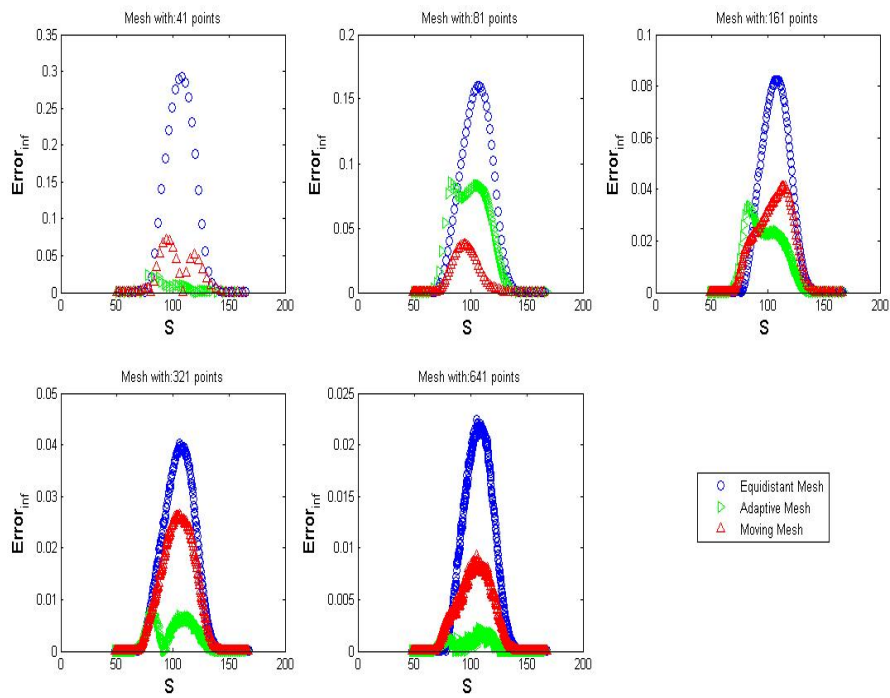 Mesh with:41 points
0.35
0.3
0.25
0.2
0.15
0.1
0.05
0
0 50 100 150 200
S
Error_inf
Mesh with:81 points
0.2
0.15
0.1
0.05
0
0 50 100 150 200
S
Error_inf
Mesh with:161 points
0.1
0.08
0.06
0.04
0.02
0
0 50 100 150 200
S
Error_inf
Mesh with:321 points
0.05
0.04
0.03
0.02
0.01
0
0 50 100 150 200
S
Error_inf
Mesh with:641 points
0.025
0.02
0.015
0.01
0.005
0
0 50 100 150 200
S
Error_inf
Equidistant Mesh
Adaptive Mesh
Moving Mesh